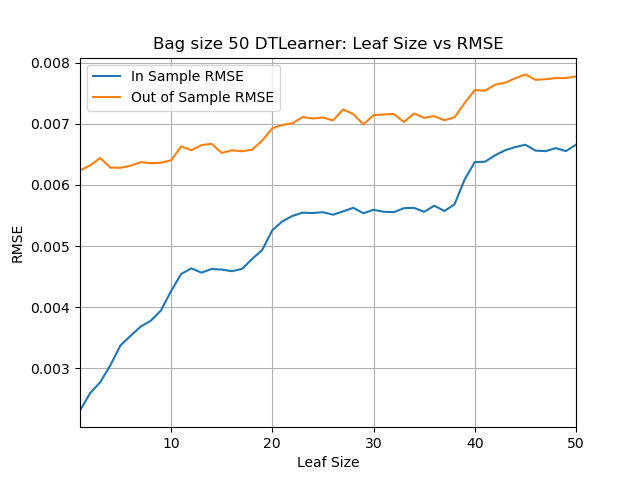 Bag size 50 DTLearner: Leaf Size vs RMSE
In Sample RMSE
Out of Sample RMSE
RMSE
0.008
0.007
0.006
0.005
0.004
0.003
10 20 30 40 50
Leaf Size